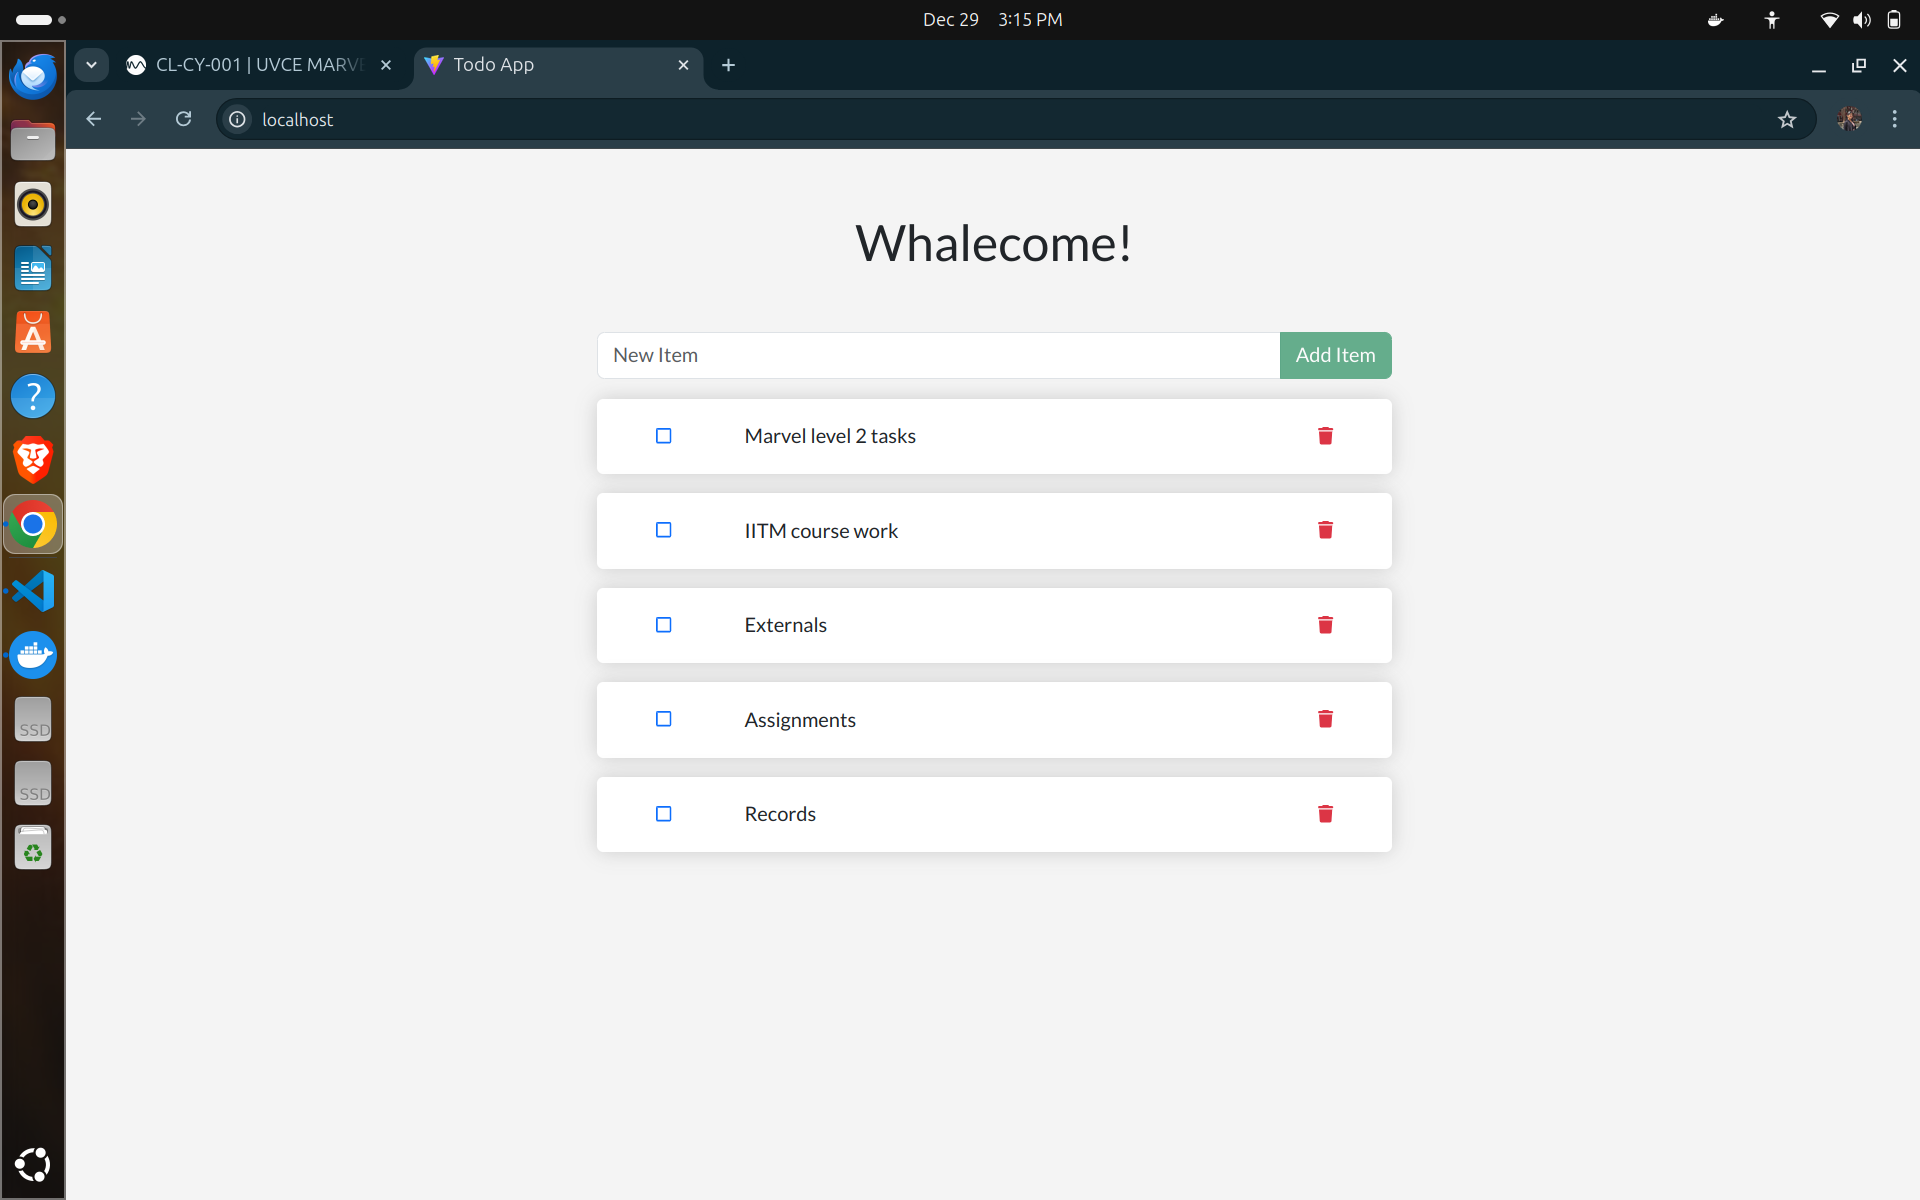 Dec 29 3:15 PM
CL-CY-001 | UVCE MARVE
Todo App
localhost
Whalecome!
New Item
Add Item
Marvel level 2 tasks
IITM course work
Externals
Assignments
Records
SSD
SSD